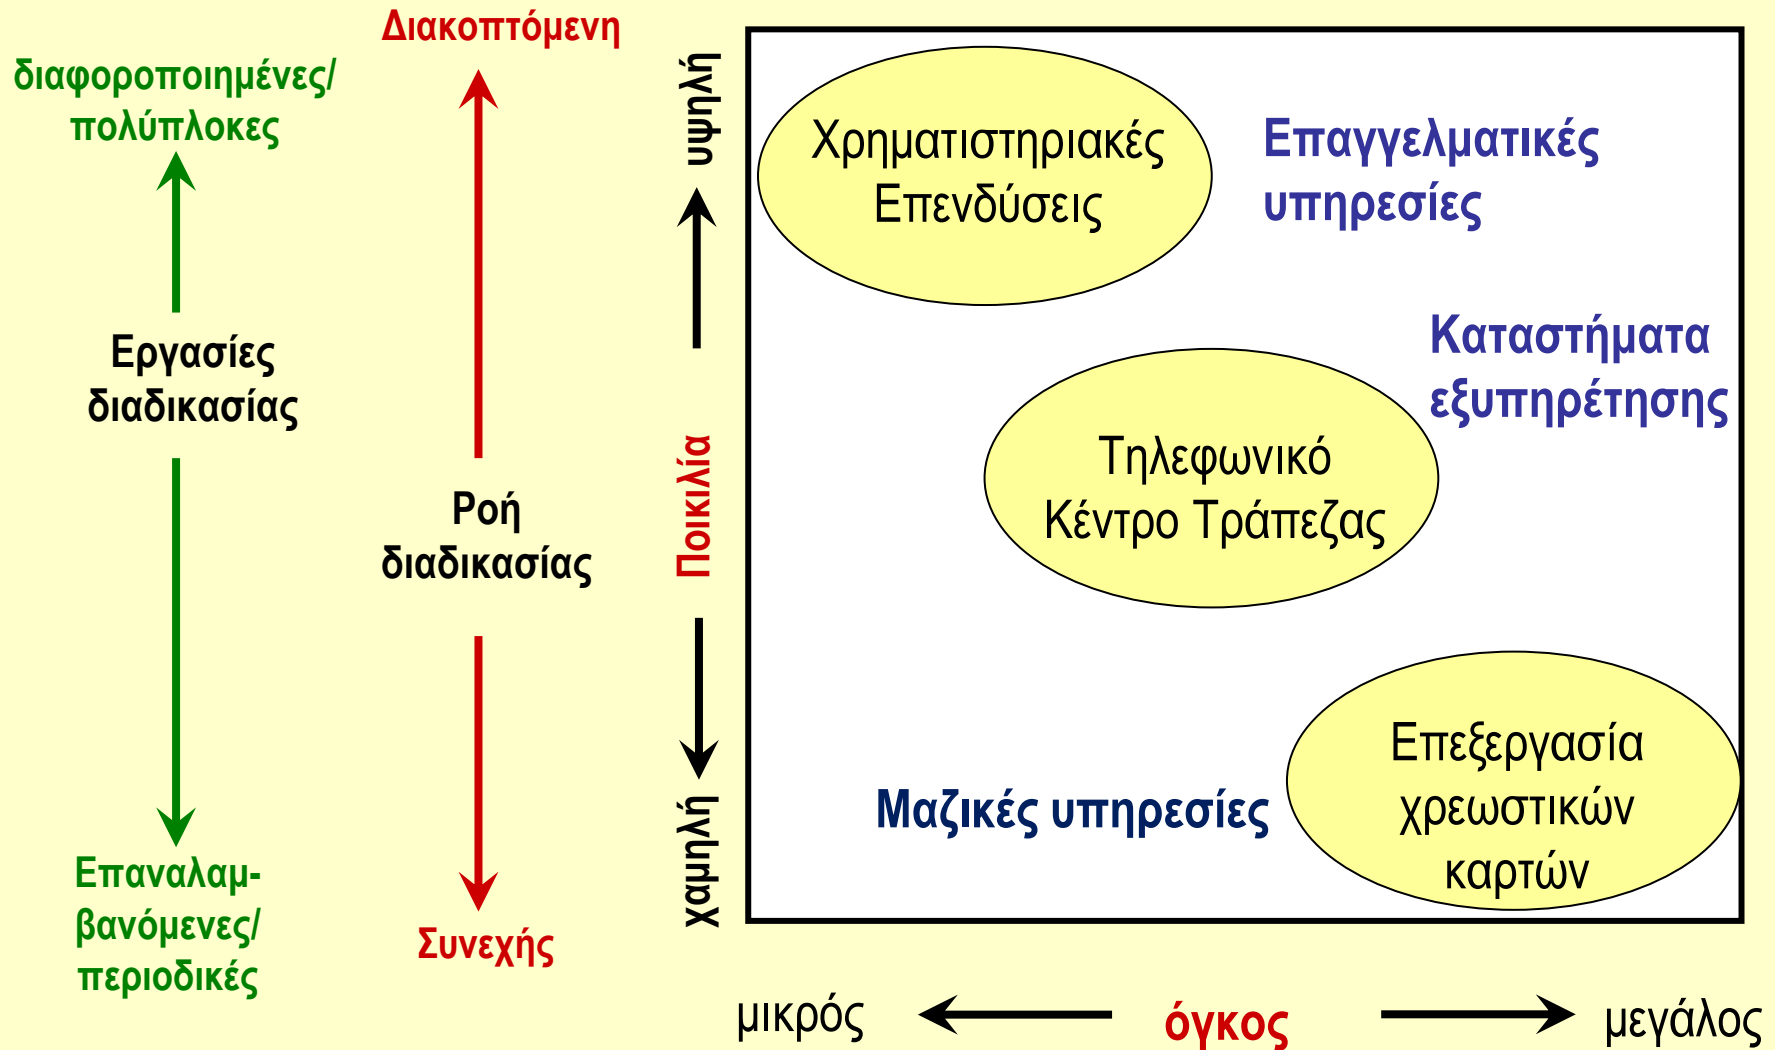 διαφοροποιημένες/
πολύπλοκες
Εργασίες
διαδικασίας
Επαναλαμ-
βανόμενες/
περιοδικές
Διακοπτόμενη
Ροή
διαδικασίας
Συνεχής
υψηλή
Ποικιλία
χαμηλή
Χρηματιστηριακές
Επενδύσεις
Επαγγελματικές
υπηρεσίες
Καταστήματα
εξυπηρέτησης
Τηλεφωνικό
Κέντρο Τράπεζας
Μαζικές υπηρεσίες
Επεξεργασία
χρεωστικών
καρτών
μικρός
όγκος
μεγάλος